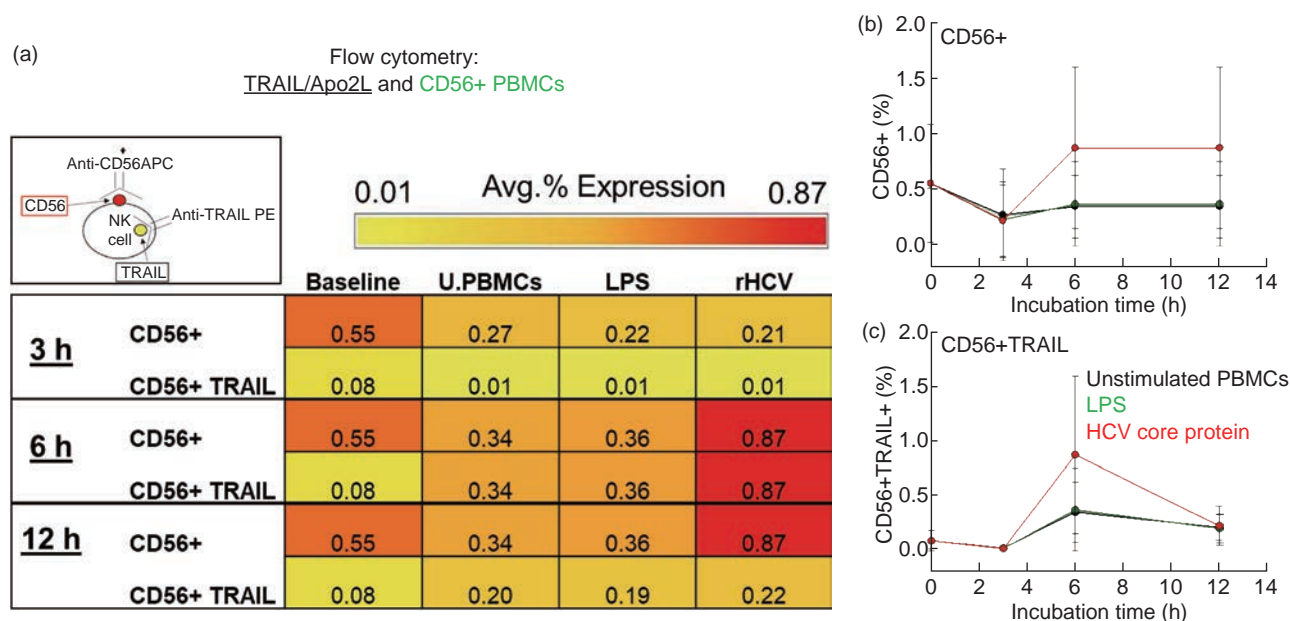 (a)
Flow cytometry:
TRAIL/Apo2L and CD56+ PBMCs
Anti-CD56APC
CD56
NK
cell
Anti-TRAIL PE
TRAIL
0.01 Avg.% Expression 0.87
Baseline U.PBMCs LPS rHCV
3 h CD56+ 0.55 0.27 0.22 0.21
CD56+ TRAIL 0.08 0.01 0.01 0.01
6 h CD56+ 0.55 0.34 0.36 0.87
CD56+ TRAIL 0.08 0.34 0.36 0.87
12 h CD56+ 0.55 0.34 0.36 0.87
CD56+ TRAIL 0.08 0.20 0.19 0.22
(b)
CD56+
CD56+ (%)
2.0
1.5
1.0
0.5
0.0
0 2 4 6 8 10 12 14
Incubation time (h)
(c)
CD56+TRAIL
CD56+TRAIL+ (%)
2.0
1.5
1.0
0.5
0.0
Unstimulated PBMCs
LPS
HCV core protein
0 2 4 6 8 10 12 14
Incubation time (h)